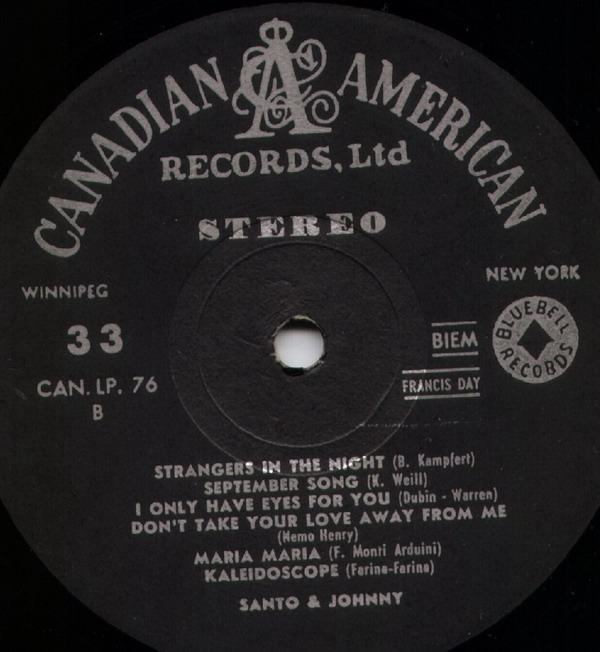 CANADIAN AMERICAN
RECORDS, Ltd
STEREO
WINNIPEG
NEW YORK
33
CAN. LP. 76
B
BIEM
FRANCIS DAY
BLUEBELL RECORDS
STRANGERS IN THE NIGHT (B. Kampfert)
SEPTEMBER SONG (K. Weill)
I ONLY HAVE EYES FOR YOU (Dubin - Warren)
DON'T TAKE YOUR LOVE AWAY FROM ME
(Nemo Henry)
MARIA MARIA (F. Monti Arduini)
KALEIDOSCOPE (Farina-Farina)
SANTO & JOHNNY